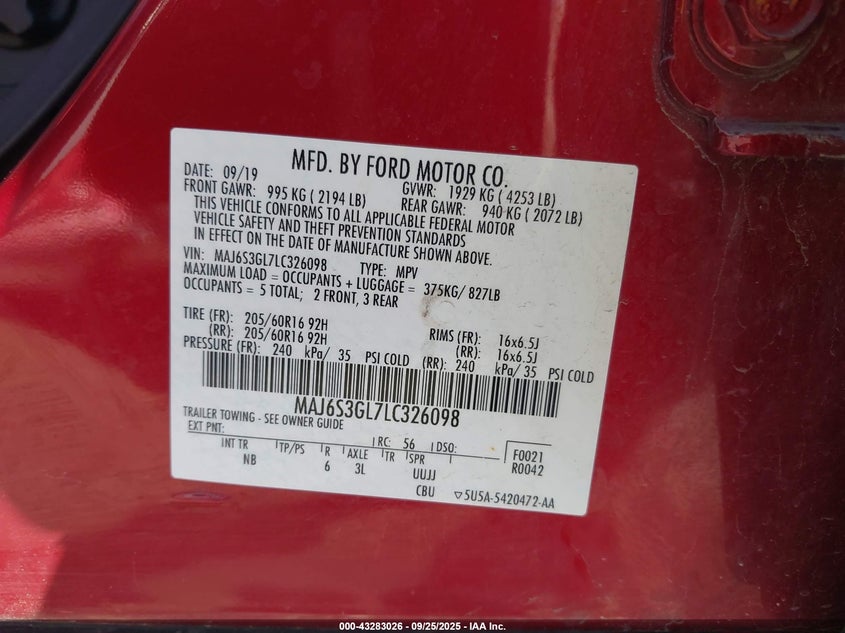 MFD. BY FORD MOTOR CO.
DATE: 09/19 GVWR: 1929 KG ( 4253 LB)
FRONT GAWR: 995 KG ( 2194 LB) REAR GAWR: 940 KG ( 2072 LB)
THIS VEHICLE CONFORMS TO ALL APPLICABLE FEDERAL MOTOR
VEHICLE SAFETY AND THEFT PREVENTION STANDARDS
IN EFFECT ON THE DATE OF MANUFACTURE SHOWN ABOVE.
VIN: MAJ6S3GL7LC326098 TYPE: MPV
MAXIMUM LOAD = OCCUPANTS + LUGGAGE = 375KG/ 827LB
OCCUPANTS = 5 TOTAL; 2 FRONT, 3 REAR
TIRE (FR): 205/60R16 92H RIMS (FR): 16x6.5J
(RR): 205/60R16 92H (RR): 16x6.5J
PRESSURE (FR): 240 kPa/ 35 PSI COLD (RR): 240 kPa/ 35 PSI COLD
MAJ6S3GL7LC326098
TRAILER TOWING - SEE OWNER GUIDE
EXT PNT: RC: 56 DSO: F0021
INT TR TP/PS R AXLE TR SPR R0042
NB 6 3L UUJJ
CBU 5U5A-5420472-AA
000-43283026 - 09/25/2025 - IAA Inc.